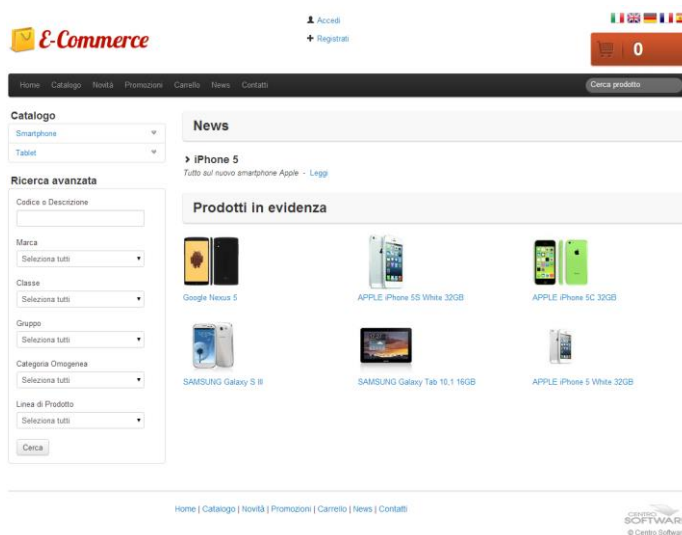 E-Commerce
Accedi
Registrati
0
Home Catalogo Novità Promozioni Carrello News Contatti
Cerca prodotto
Catalogo
Smartphone
Tablet
Ricerca avanzata
Codice o Descrizione
Marca
Seleziona tutti
Classe
Seleziona tutti
Gruppo
Seleziona tutti
Categoria Omogenea
Seleziona tutti
Linea di Prodotto
Seleziona tutti
Cerca
News
iPhone 5
Tutto sul nuovo smartphone Apple - Leggi
Prodotti in evidenza
Google Nexus 5
APPLE iPhone 5S White 32GB
APPLE iPhone 5C 32GB
SAMSUNG Galaxy S III
SAMSUNG Galaxy Tab 10,1 16GB
APPLE iPhone 5 White 32GB
Home | Catalogo | Novità | Promozioni | Carrello | News | Contatti
CENTRO
SOFTWAR
© Centro Softwar